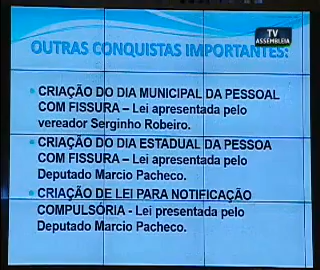 TV
ASSEMBLEIA
OUTRAS CONQUISTAS IMPORTANTES:
CRIAÇÃO DO DIA MUNICIPAL DA PESSOAL
COM FISSURA – Lei apresentada pelo
vereador Serginho Robeiro.
CRIAÇÃO DO DIA ESTADUAL DA PESSOA
COM FISSURA – Lei apresentada pelo
Deputado Marcio Pacheco.
CRIAÇÃO DE LEI PARA NOTIFICAÇÃO
COMPULSÓRIA - Lei presentada pelo
Deputado Marcio Pacheco.